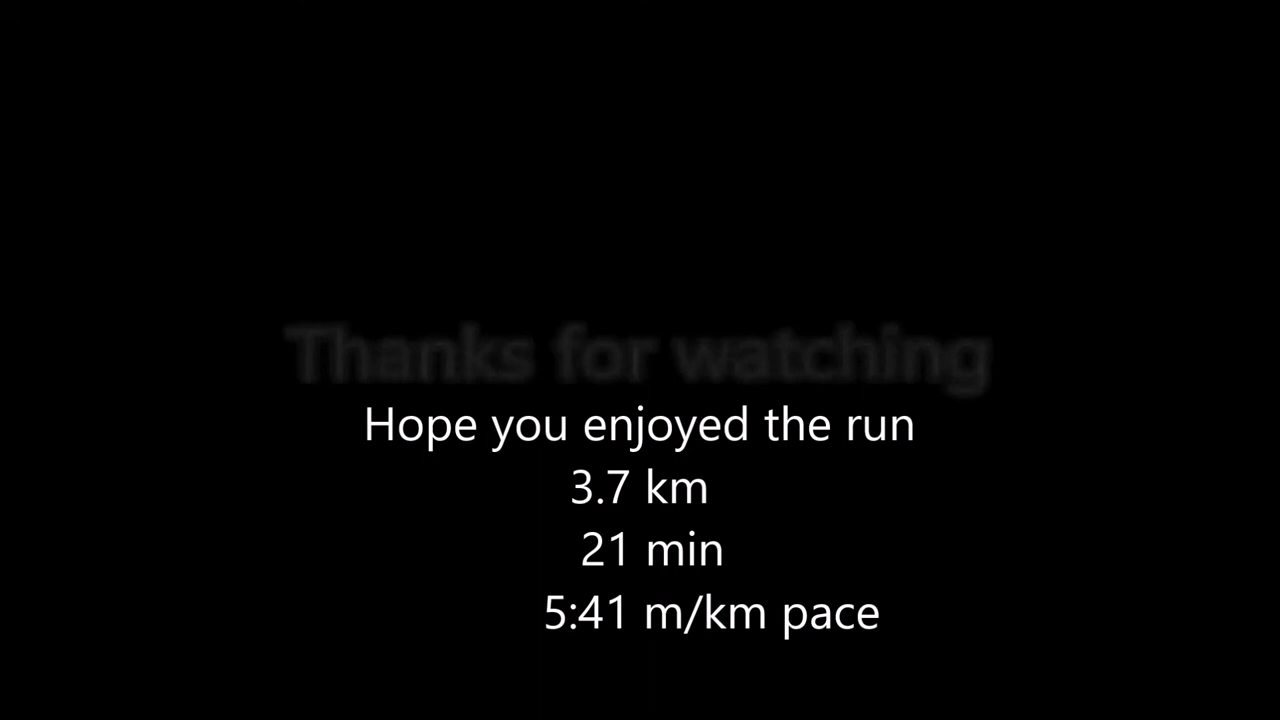 Thanks for watching
Hope you enjoyed the run
3.7 km
21 min
5:41 m/km pace